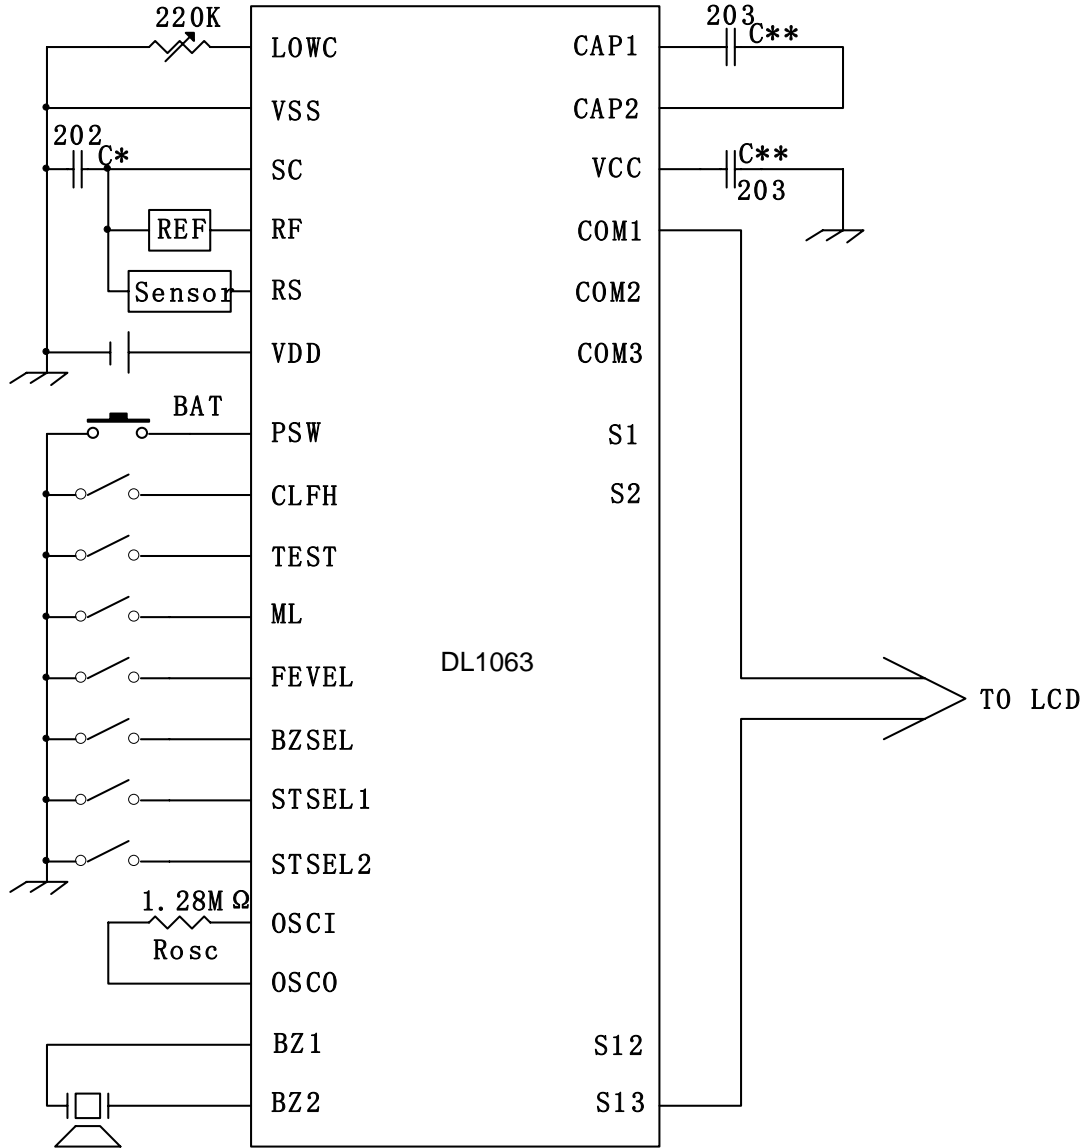 220K
LOWC
VSS
202
C*
SC
REF
RF
Sensor
RS
VDD
BAT
PSW
CLFH
TEST
ML
FEVEL
BZSEL
STSEL1
STSEL2
1.28MΩ
OSCI
Rosc
OSCO
BZ1
BZ2
DL1063
203
C**
CAP1
CAP2
C**
VCC
203
COM1
COM2
COM3
S1
S2
TO LCD
S12
S13